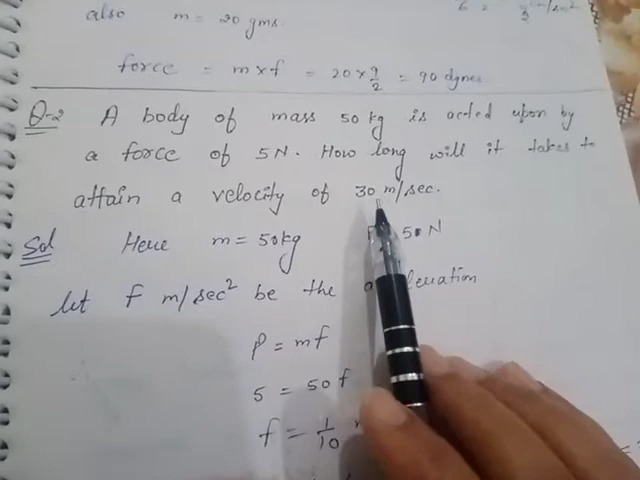 also m = 20 gms.
force = m x f = 20 x 9/2 = 90 dynes
Q-2 A body of mass 50 kg is acted upon by
a force of 5N. How long will it takes to
attain a velocity of 30 m/sec.
Sol Here m = 50kg 50 N
let f m/sec² be the
P = mf
5 = 50 f
f = 1/10